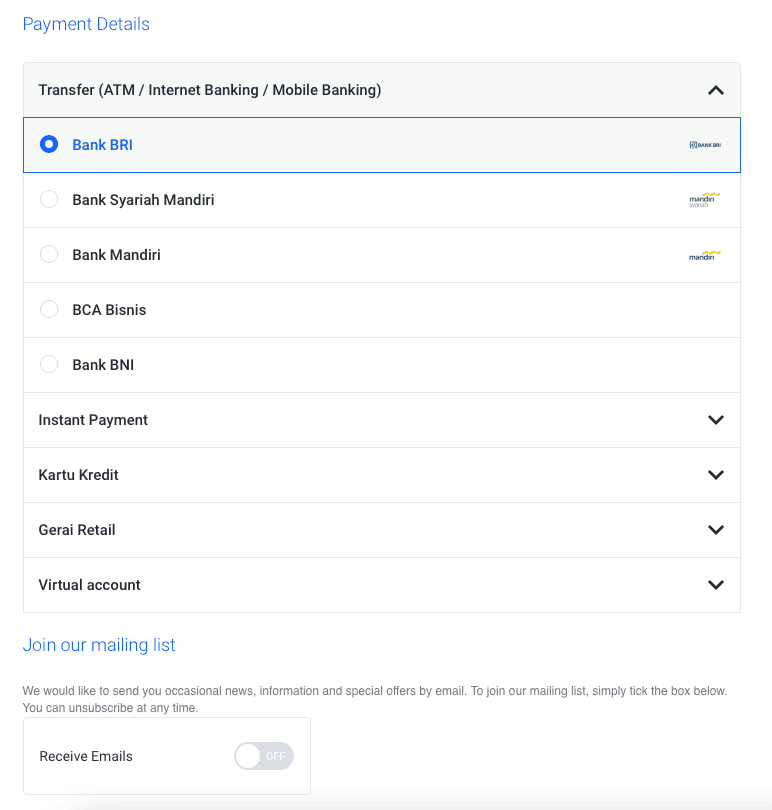 Payment Details
Transfer (ATM / Internet Banking / Mobile Banking)
Bank BRI
BANK BRI
Bank Syariah Mandiri
mandiri
syariah
Bank Mandiri
mandiri
BCA Bisnis
Bank BNI
Instant Payment
Kartu Kredit
Gerai Retail
Virtual account
Join our mailing list
We would like to send you occasional news, information and special offers by email. To join our mailing list, simply tick the box below.
You can unsubscribe at any time.
Receive Emails
OFF